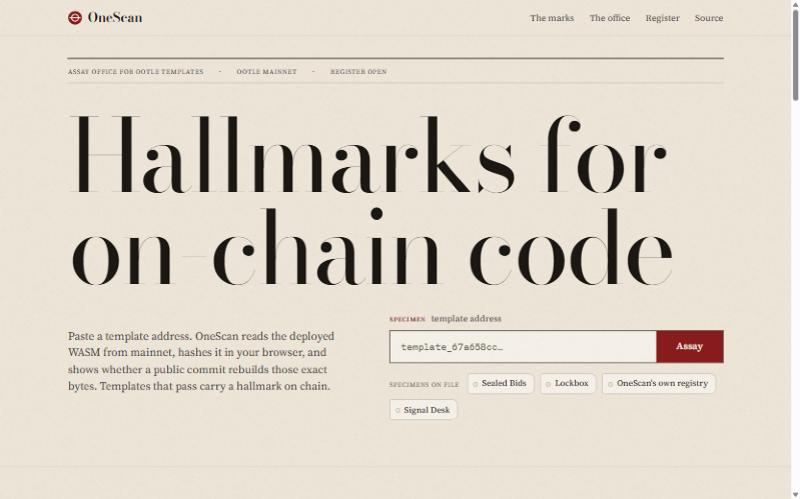 OneScan
The marks
The office
Register
Source
ASSAY OFFICE FOR OOTLE TEMPLATES - OOTLE MAINNET - REGISTER OPEN
Hallmarks for
on-chain code
Paste a template address. OneScan reads the deployed
WASM from mainnet, hashes it in your browser, and
shows whether a public commit rebuilds those exact
bytes. Templates that pass carry a hallmark on chain.
SPECIMEN template address
template_67a658cc…
Assay
SPECIMENS ON FILE
Sealed Bids
Lockbox
OneScan's own registry
Signal Desk